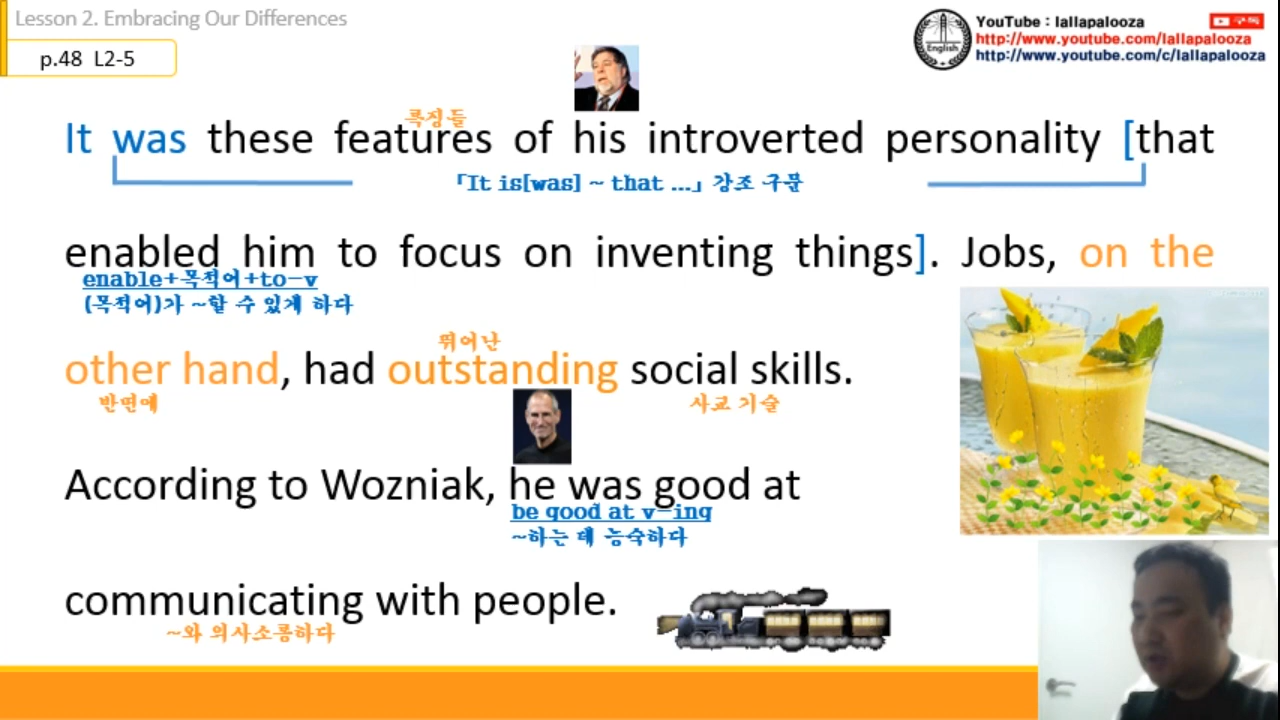 Lesson 2. Embracing Our Differences
p.48 L2-5
English
YouTube : lallapalooza
구독
http://www.youtube.com/lallapalooza
http://www.youtube.com/c/lallapalooza
특징들
It was these features of his introverted personality [that
「It is[was] ~ that ...」 강조 구문
enabled him to focus on inventing things]. Jobs, on the
enable+목적어+to-v
(목적어)가 ~할 수 있게 하다
뛰어난
other hand, had outstanding social skills.
반면에
사교 기술
According to Wozniak, he was good at
be good at v-ing
~하는 데 능숙하다
communicating with people.
~와 의사소통하다